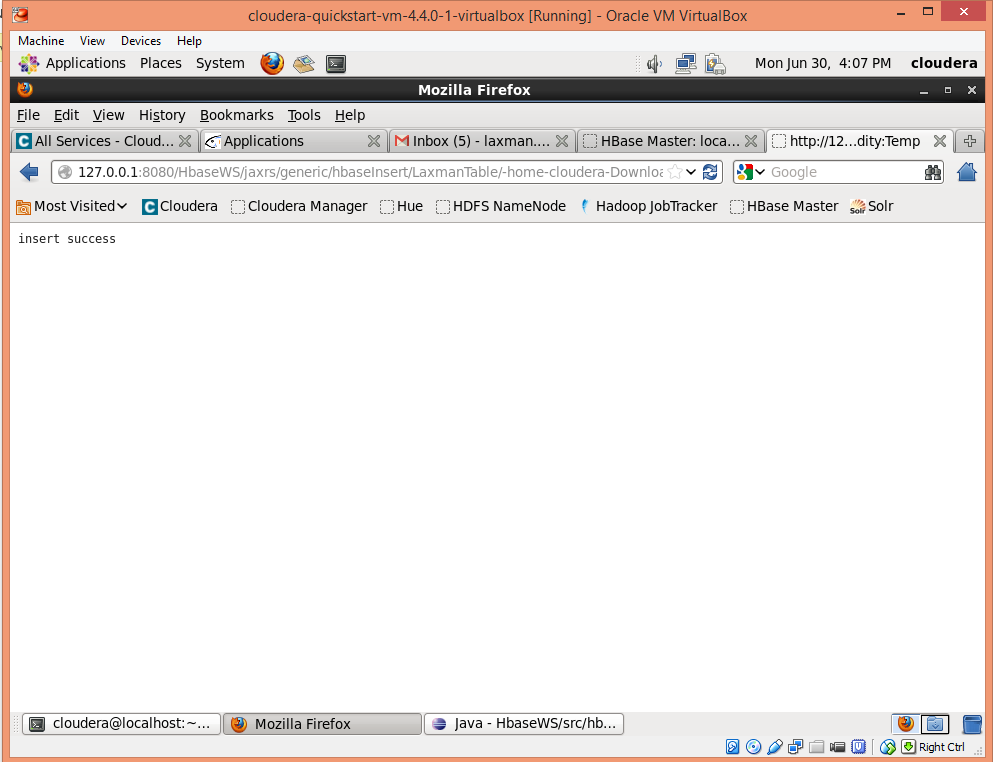 cloudera-quickstart-vm-4.4.0-1-virtualbox [Running] - Oracle VM VirtualBox
Machine View Devices Help
Applications Places System Mon Jun 30, 4:07 PM cloudera
Mozilla Firefox
File Edit View History Bookmarks Tools Help
All Services - Cloud... Applications Inbox (5) - laxman.... HBase Master: loca... http://12...dity:Temp
127.0.0.1:8080/HbaseWS/jaxrs/generic/hbaseInsert/LaxmanTable/-home-cloudera-Downloa Google
Most Visited Cloudera Cloudera Manager Hue HDFS NameNode Hadoop JobTracker HBase Master Solr Solr
insert success
cloudera@localhost:~... Mozilla Firefox Java - HbaseWS/src/hb...
Right Ctrl